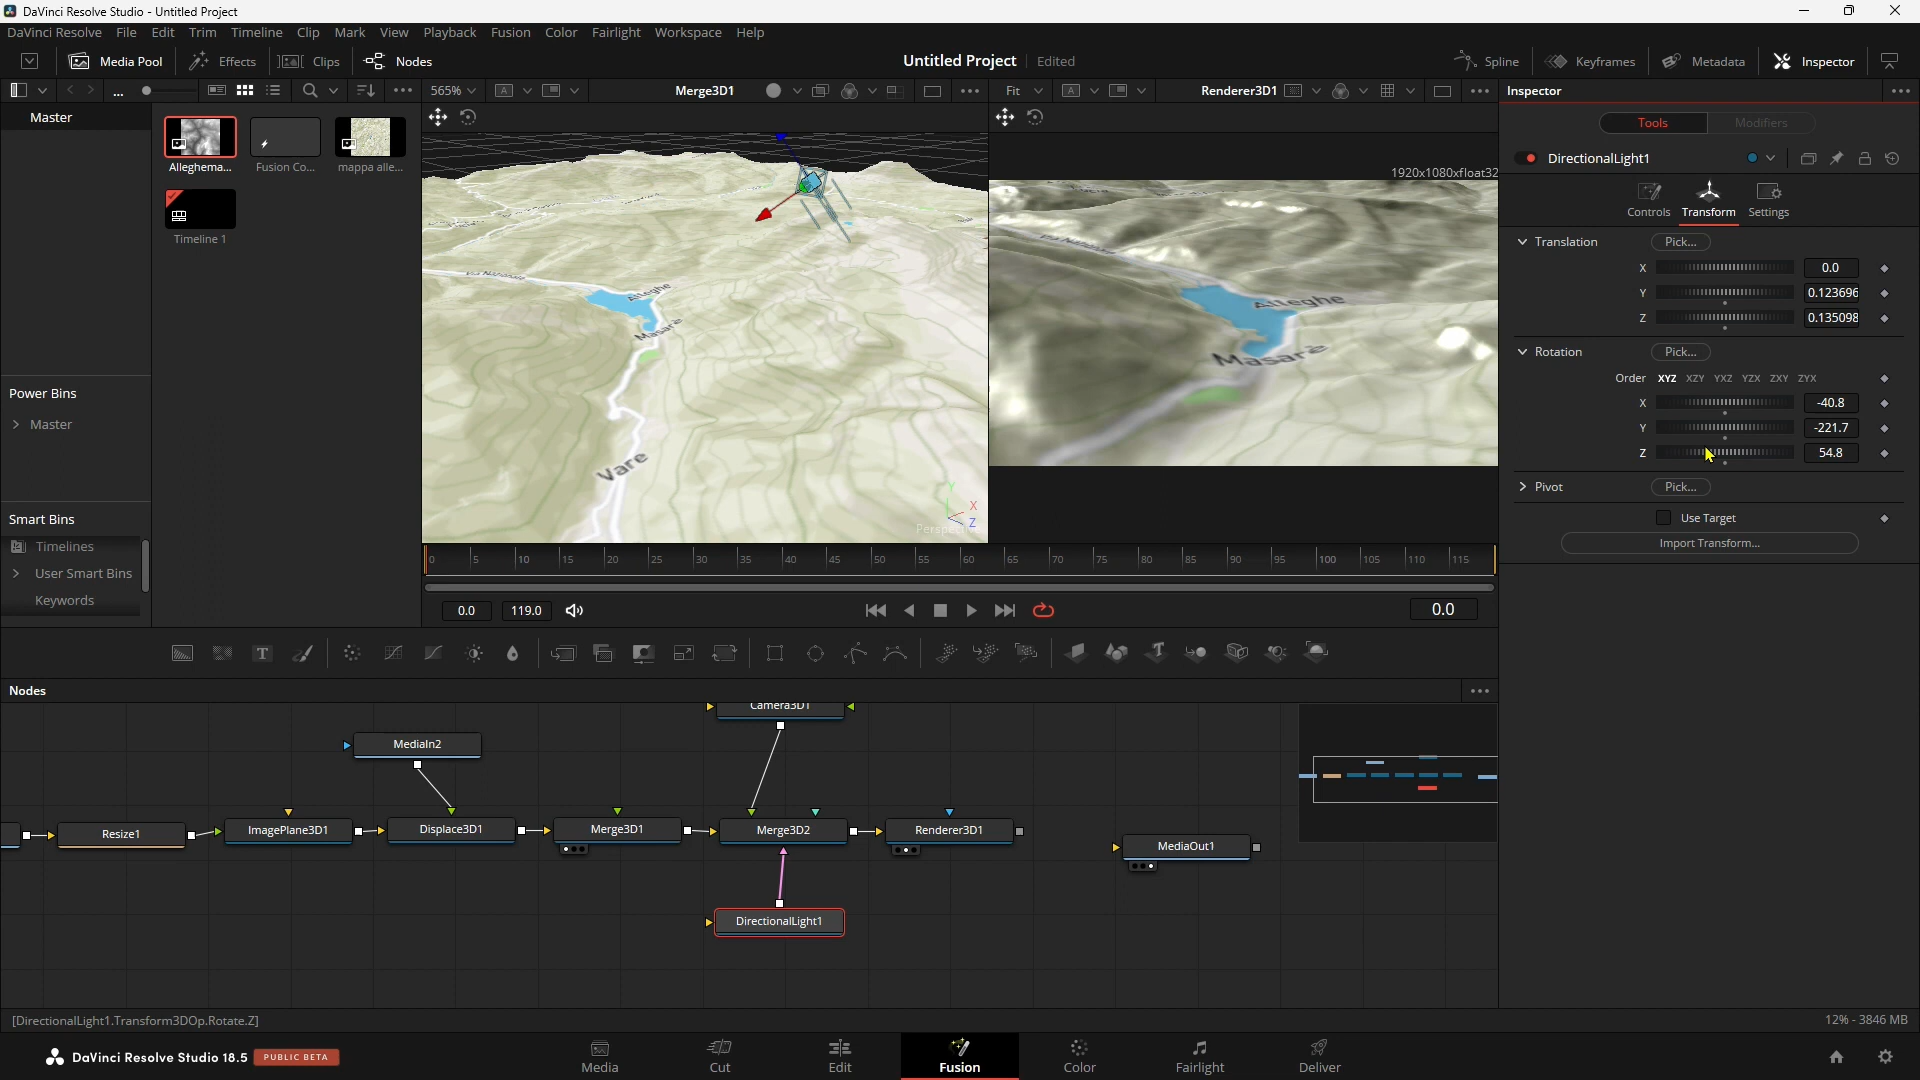 DaVinci Resolve Studio - Untitled Project
DaVinci Resolve File Edit Trim Timeline Clip Mark View Playback Fusion Color Fairlight Workspace Help
Media Pool Effects Clips Nodes Untitled Project Edited Spline Keyframes Metadata Inspector
... 565% A Merge3D1 Fit A Renderer3D1 Inspector
Master
Tools Modifiers
Alleghema... Fusion Co... mappa alle...
DirectionalLight1
1920x1080xfloat32
Controls Transform Settings
Timeline 1
Translation Pick...
X 0.0
Y 0.123696
Z 0.135098
Via Nazionale
Alleghe
Masarè
Vare
Alleghe
Masarè
Rotation Pick...
Order XYZ XZY YXZ YZX ZXY ZYX
X -40.8
Y -221.7
Z 54.8
Power Bins
Master
Pivot Pick...
Use Target
Import Transform...
Y
X
Z
Smart Bins
Timelines
User Smart Bins
Keywords
0 5 10 15 20 25 30 35 40 45 50 55 60 65 70 75 80 85 90 95 100 105 110 115
0.0 119.0 0.0
T T
Nodes
Camera3D1
MediaIn2
Resize1 ImagePlane3D1 Displace3D1 Merge3D1 Merge3D2 Renderer3D1 MediaOut1
DirectionalLight1
[DirectionalLight1.Transform3DOp.Rotate.Z] 12% - 3846 MB
DaVinci Resolve Studio 18.5 PUBLIC BETA
Media Cut Edit Fusion Color Fairlight Deliver